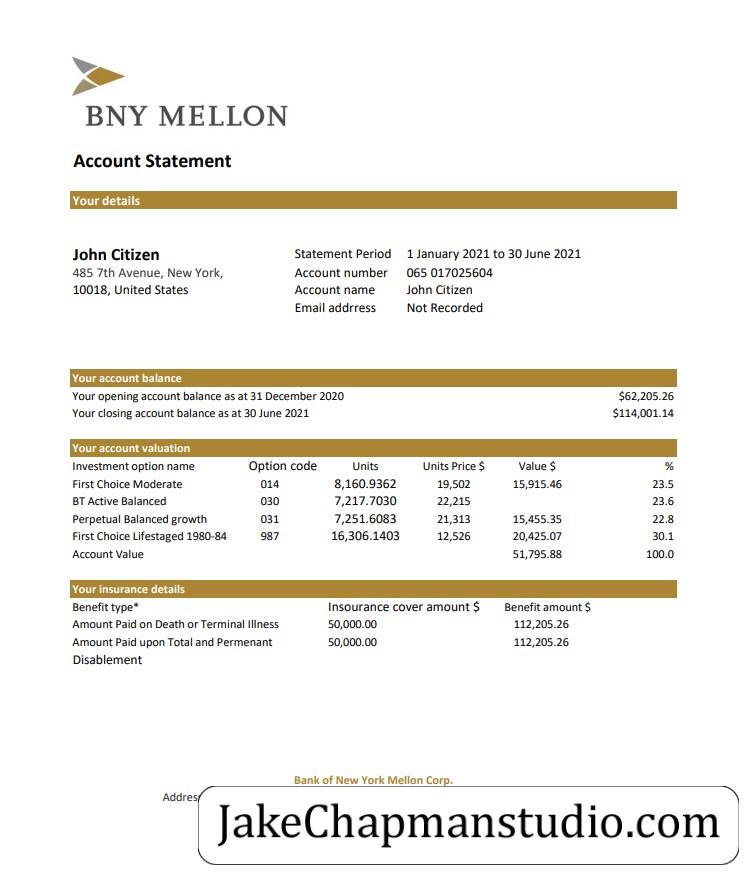 BNY MELLON
Account Statement
Your details
John Citizen
485 7th Avenue, New York,
10018, United States
Statement Period 1 January 2021 to 30 June 2021
Account number 065 017025604
Account name John Citizen
Email adrress Not Recorded
Your account balance
Your opening account balance as at 31 December 2020 $62,205.26
Your closing account balance as at 30 June 2021 $114,001.14
Your account valuation
Investment option name Option code Units Units Price $ Value $ %
First Choice Moderate 014 8,160.9362 19,502 15,915.46 23.5
BT Active Balanced 030 7,217.7030 22,215 23.6
Perpetual Balanced growth 031 7,251.6083 21,313 15,455.35 22.8
First Choice Lifestaged 1980-84 987 16,306.1403 12,526 20,425.07 30.1
Account Value 51,795.88 100.0
Your insurance details
Benefit type* Insourance cover amount $ Benefit amount $
Amount Paid on Death or Terminal Illness 50,000.00 112,205.26
Amount Paid upon Total and Permenant 50,000.00 112,205.26
Disablement
Bank of New York Mellon Corp.
JakeChapmanstudio.com